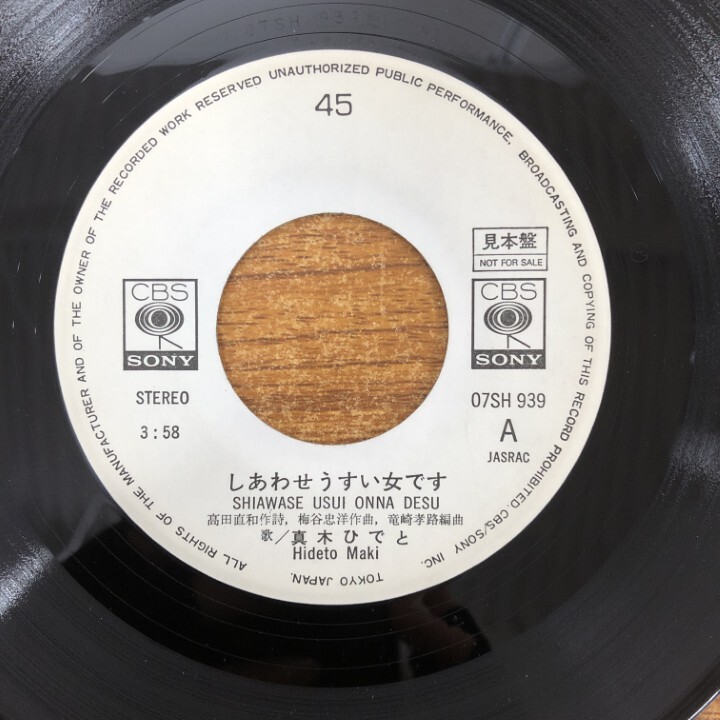 ALL RIGHTS OF THE MANUFACTURER AND OF THE OWNER OF THE RECORDED WORK RESERVED UNAUTHORIZED PUBLIC PERFORMANCE, BROADCASTING AND COPYING OF THIS RECORD PROHIBITED. CBS/SONY INC. TOKYO JAPAN.
45
見本盤
NOT FOR SALE
CBS
SONY
CBS
SONY
STEREO
3:58
07SH 939
A
JASRAC
しあわせうすい女です
SHIAWASE USUI ONNA DESU
高田直和作詩, 梅谷忠洋作曲, 竜崎孝路編曲
歌/真木ひでと
Hideto Maki